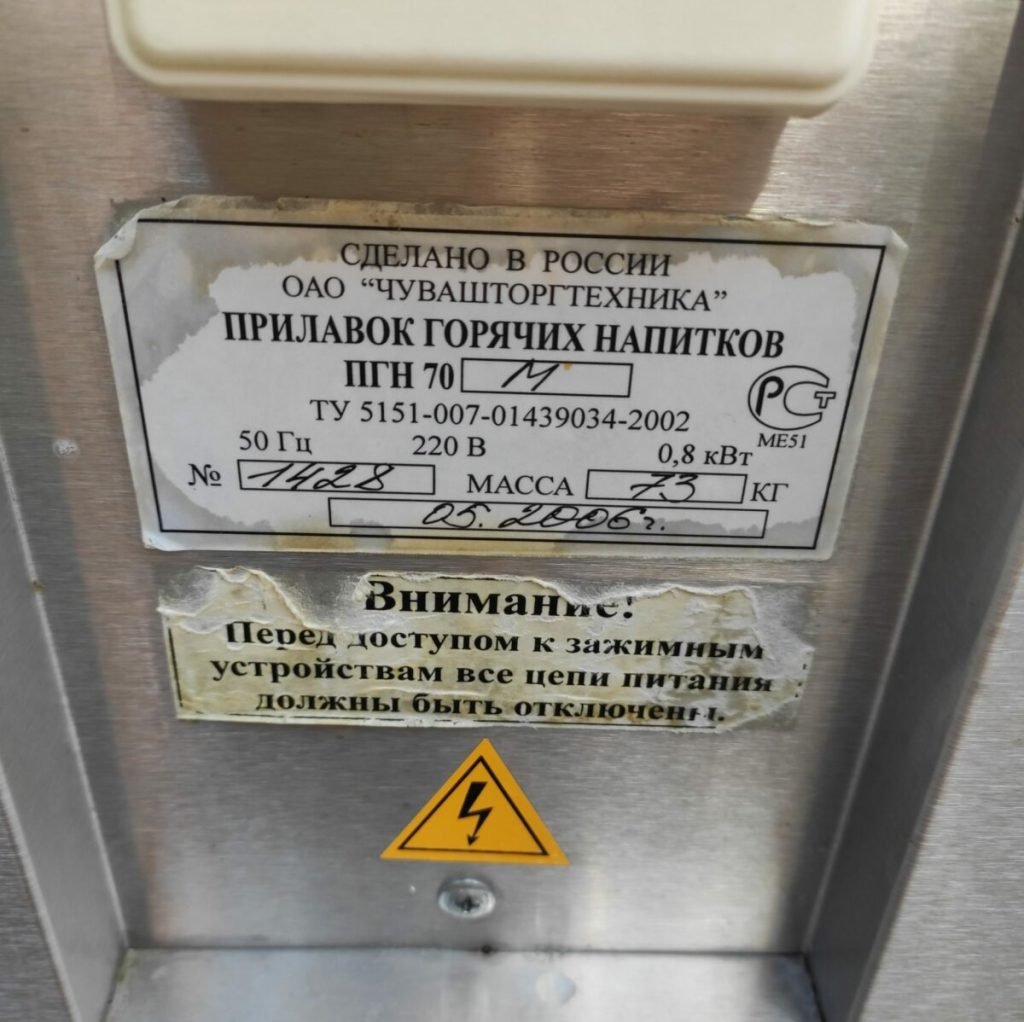 СДЕЛАНО В РОССИИ
ОАО “ЧУВАШТОРГТЕХНИКА”
ПРИЛАВОК ГОРЯЧИХ НАПИТКОВ
ПГН 70 М
ТУ 5151-007-01439034-2002
РСТ
МЕ51
50 Гц 220 В 0,8 кВт
№ 1428 МАССА 73 КГ
05. 2006г.
Внимание!
Перед доступом к зажимным
устройствам все цепи питания
должны быть отключены.